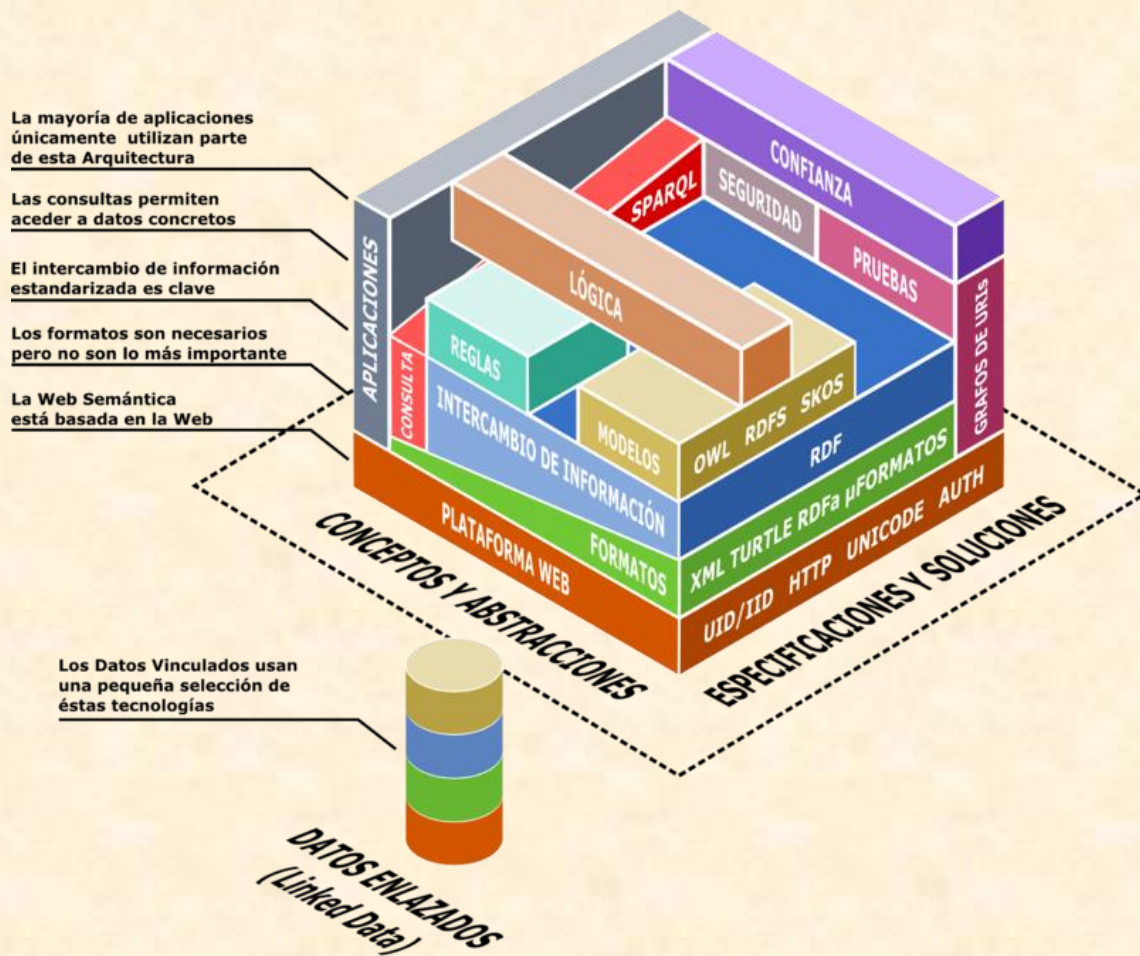 La mayoría de aplicaciones
únicamente utilizan parte
de esta Arquitectura
Las consultas permiten
aceder a datos concretos
El intercambio de información
estandarizada es clave
Los formatos son necesarios
pero no son lo más importante
La Web Semántica
está basada en la Web
APLICACIONES
CONSULTA
SPARQL
SEGURIDAD
CONFIANZA
PRUEBAS
GRAFOS DE URIs
LÓGICA
REGLAS
MODELOS
OWL RDFS SKOS
INTERCAMBIO DE INFORMACIÓN
RDF
FORMATOS
XML TURTLE RDFa µFORMATOS
PLATAFORMA WEB
UID/IID HTTP UNICODE AUTH
CONCEPTOS Y ABSTRACCIONES
ESPECIFICACIONES Y SOLUCIONES
Los Datos Vinculados usan
una pequeña selección de
éstas tecnologías
DATOS ENLAZADOS
(Linked Data)